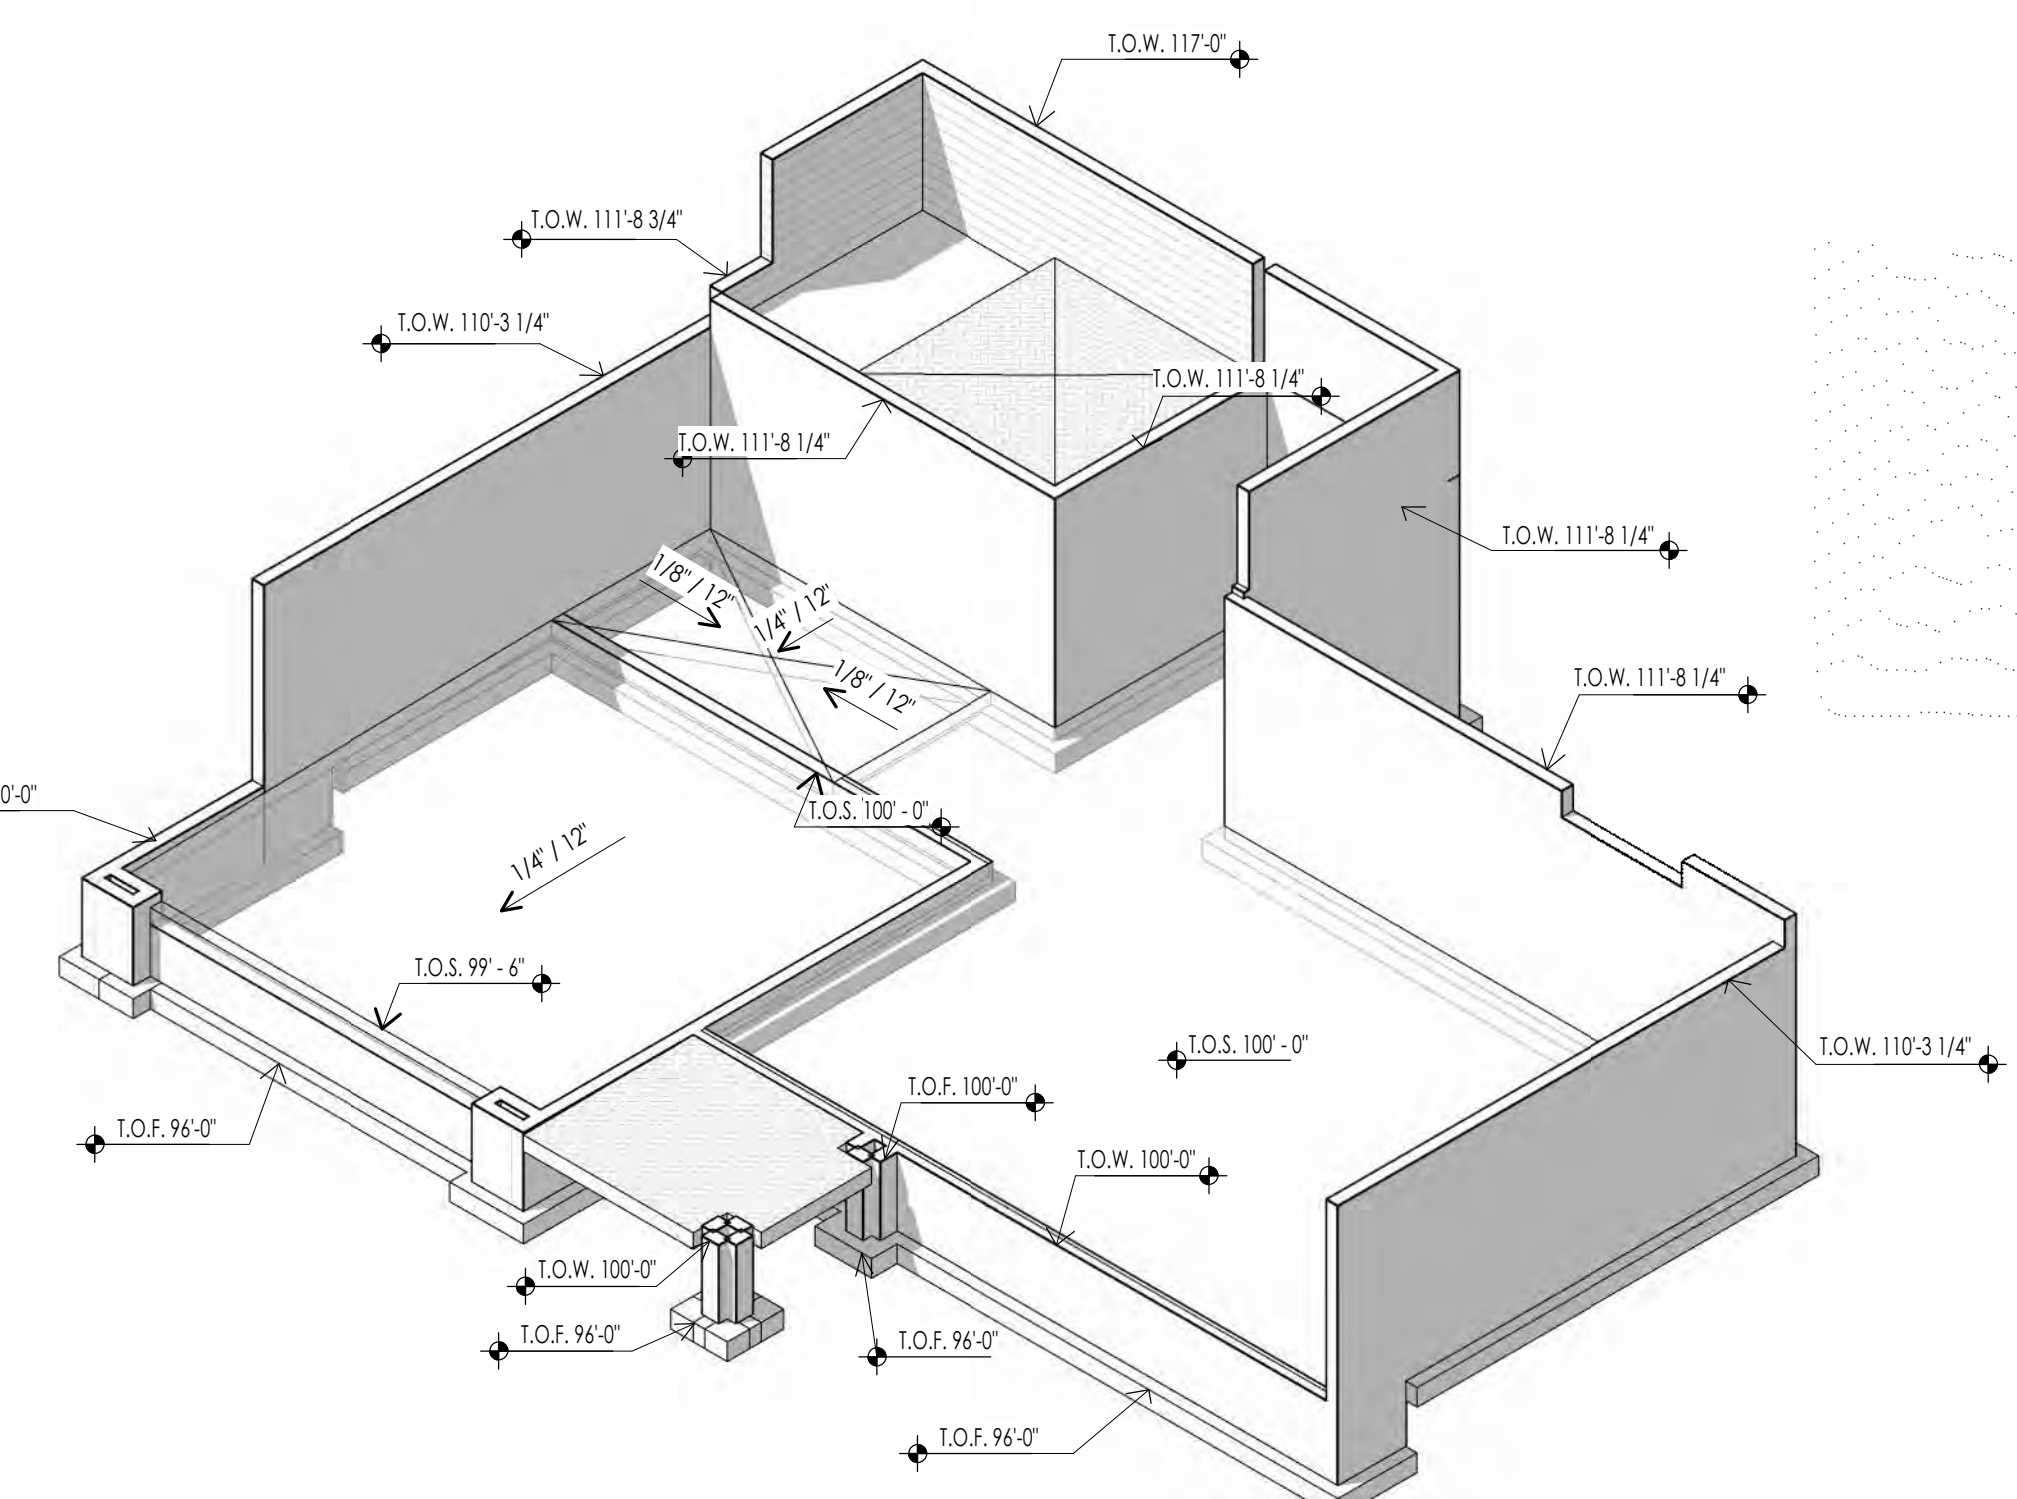 T.O.W. 117'-0"
T.O.W. 111'-8 3/4"
T.O.W. 110'-3 1/4"
T.O.W. 111'-8 1/4"
T.O.W. 111'-8 1/4"
T.O.W. 111'-8 1/4"
1/8" / 12"
1/4" / 12"
1/8" / 12"
T.O.W. 111'-8 1/4"
0'-0"
T.O.S. 100' - 0"
1/4" / 12"
T.O.S. 99' - 6"
T.O.S. 100' - 0"
T.O.W. 110'-3 1/4"
T.O.F. 100'-0"
T.O.F. 96'-0"
T.O.W. 100'-0"
T.O.W. 100'-0"
T.O.F. 96'-0"
T.O.F. 96'-0"
T.O.F. 96'-0"